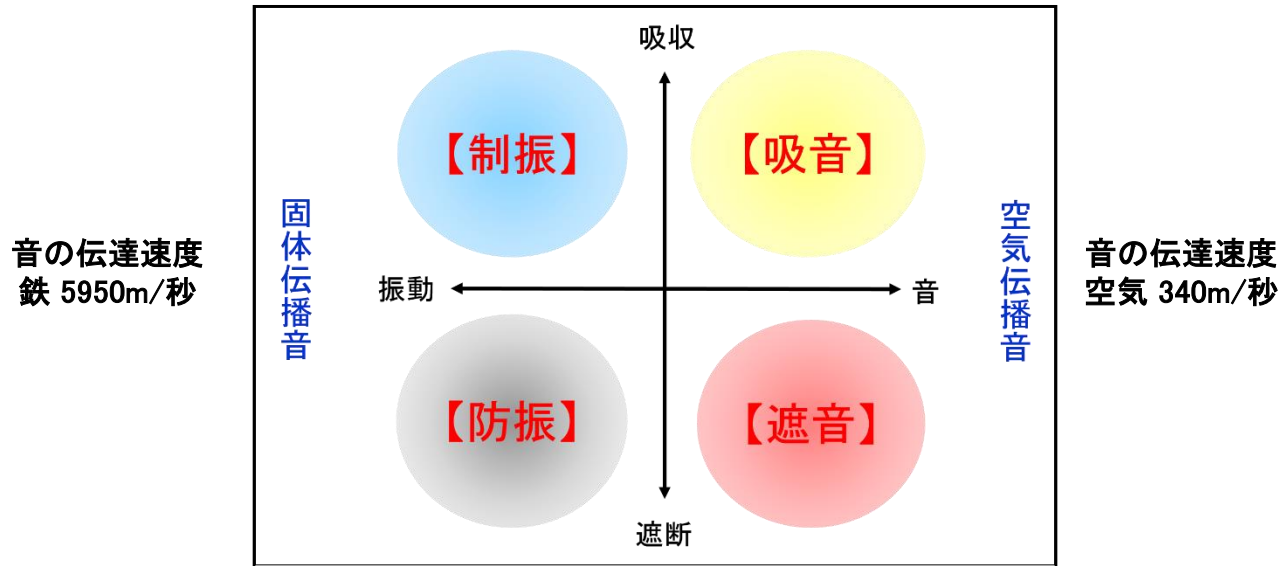 吸収
【制振】
【吸音】
固体伝播音
空気伝播音
音の伝達速度
鉄 5950m/秒
振動
音
音の伝達速度
空気 340m/秒
【防振】
【遮音】
遮断